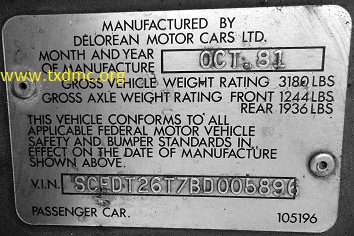 MANUFACTURED BY
DELOREAN MOTOR CARS LTD.
MONTH AND YEAR
OF MANUFACTURE OCT. 81
www.txdmc.org
GROSS VEHICLE WEIGHT RATING 3180 LBS
GROSS AXLE WEIGHT RATING FRONT 1244 LBS
REAR 1936 LBS
THIS VEHICLE CONFORMS TO ALL
APPLICABLE FEDERAL MOTOR VEHICLE
SAFETY AND BUMPER STANDARDS IN
EFFECT ON THE DATE OF MANUFACTURE
SHOWN ABOVE.
V.I.N. SCEDT26T7BD005896
PASSENGER CAR. 105196